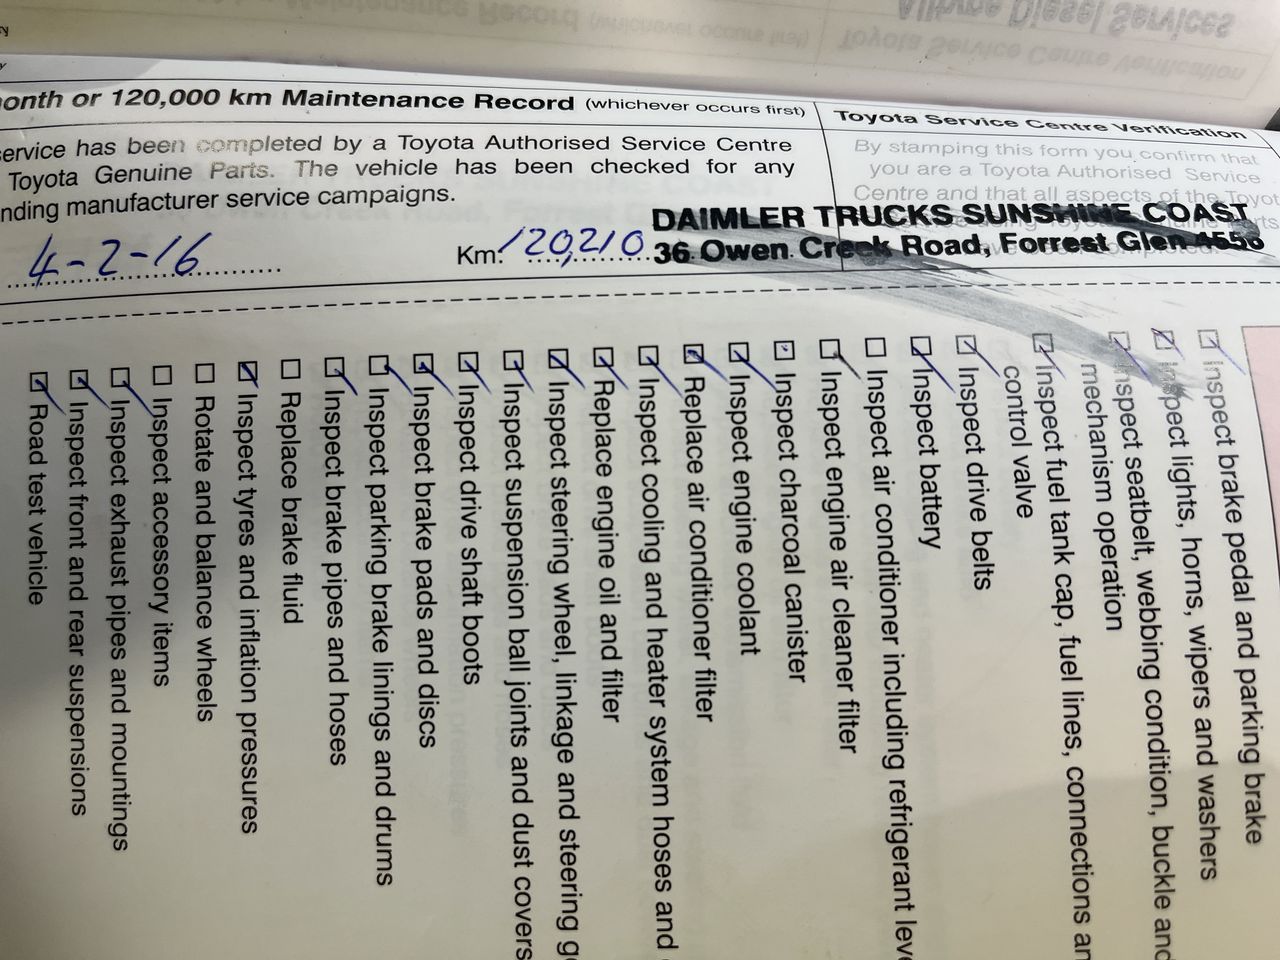 onth or 120,000 km Maintenance Record (whichever occurs first)
ervice has been completed by a Toyota Authorised Service Centre
Toyota Genuine Parts. The vehicle has been checked for any
nding manufacturer service campaigns.
4-2-16
Km: 120,210
Toyota Service Centre Verification
By stamping this form you confirm that
you are a Toyota Authorised Service
Centre and that all aspects of the Toyot
DAIMLER TRUCKS SUNSHINE COAST
36 Owen Creek Road, Forrest Glen 4556
Inspect brake pedal and parking brake
Inspect lights, horns, wipers and washers
Inspect seatbelt, webbing condition, buckle and
mechanism operation
Inspect fuel tank cap, fuel lines, connections an
control valve
Inspect drive belts
Inspect battery
Inspect air conditioner including refrigerant leve
Inspect engine air cleaner filter
Inspect charcoal canister
Inspect engine coolant
Replace air conditioner filter
Inspect cooling and heater system hoses and
Replace engine oil and filter
Inspect steering wheel, linkage and steering g
Inspect suspension ball joints and dust covers
Inspect drive shaft boots
Inspect brake pads and discs
Inspect parking brake linings and drums
Inspect brake pipes and hoses
Replace brake fluid
Inspect tyres and inflation pressures
Rotate and balance wheels
Inspect accessory items
Inspect exhaust pipes and mountings
Inspect front and rear suspensions
Road test vehicle